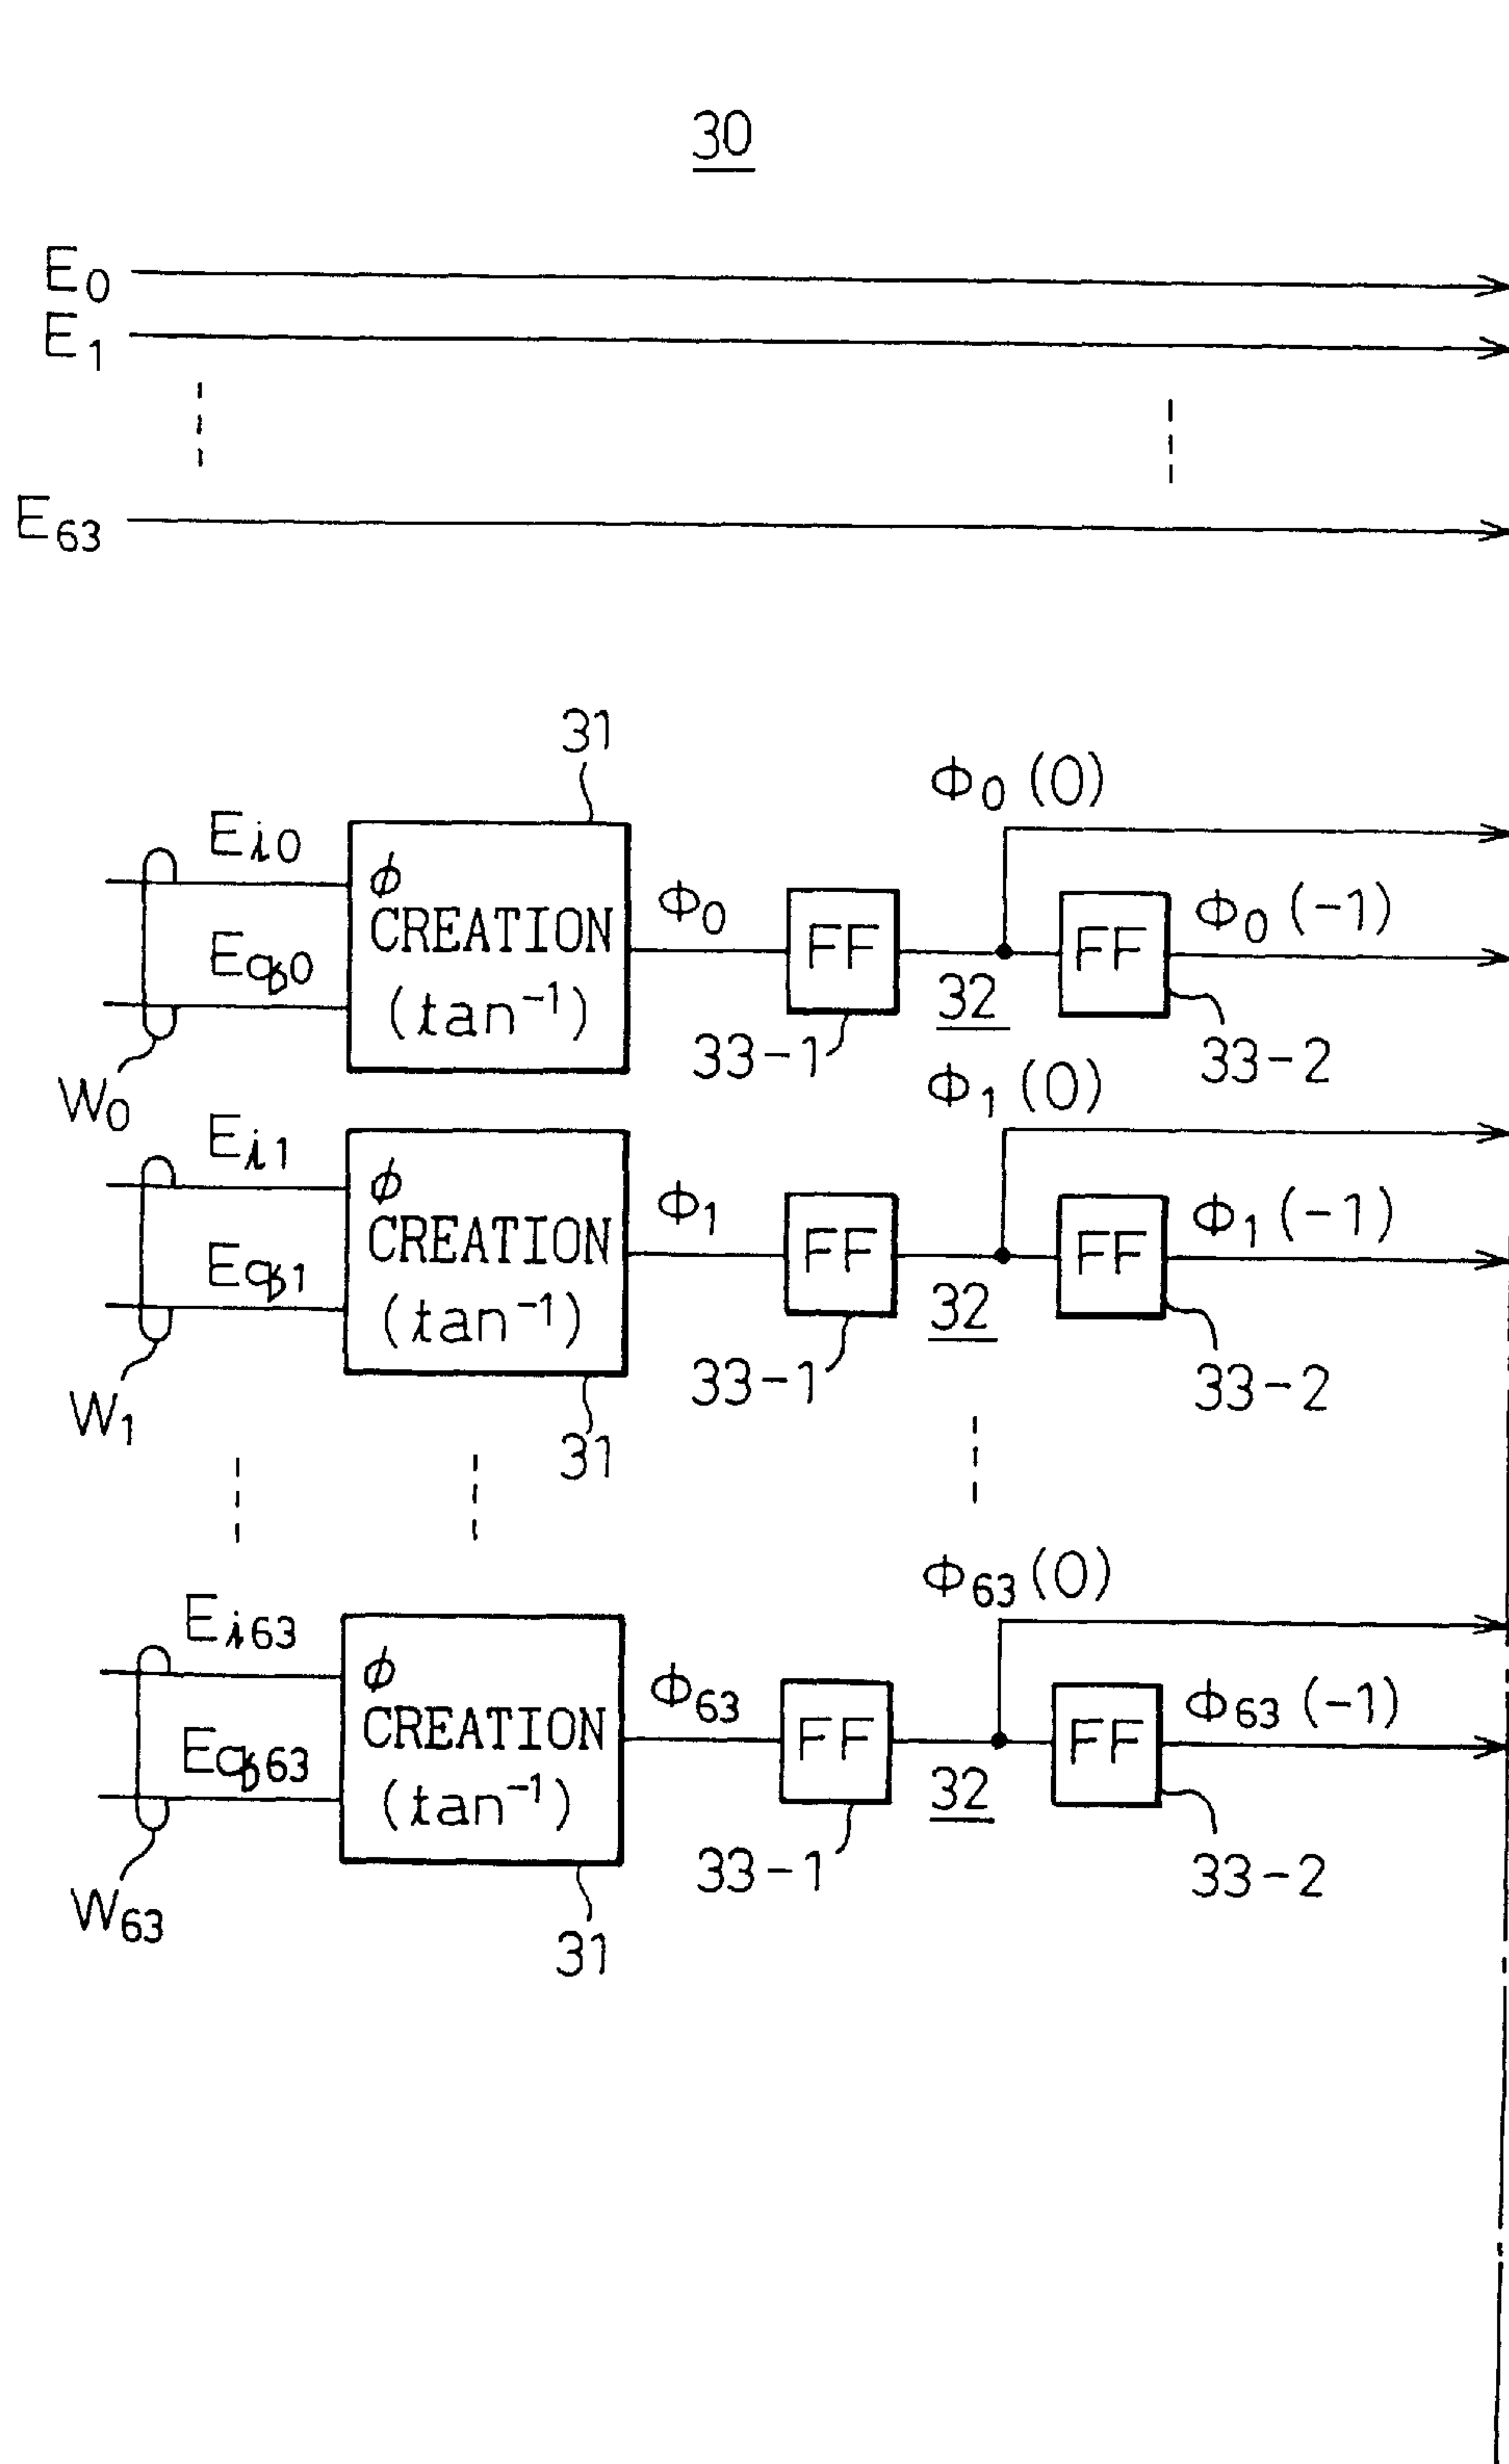 30
E₀
E₁
E₆₃
31
Φ₀ (0)
Ei₀
ϕ
CREATION
(tan⁻¹)
Φ₀
FF
FF
Φ₀ (-1)
Eq₀
32
33-1
33-2
W₀
Φ₁ (0)
Ei₁
ϕ
CREATION
(tan⁻¹)
Φ₁
FF
FF
Φ₁ (-1)
Eq₁
32
33-1
33-2
W₁
31
Φ₆₃ (0)
Ei₆₃
ϕ
CREATION
(tan⁻¹)
Φ₆₃
FF
FF
Φ₆₃ (-1)
Eq₆₃
32
33-1
33-2
W₆₃
31